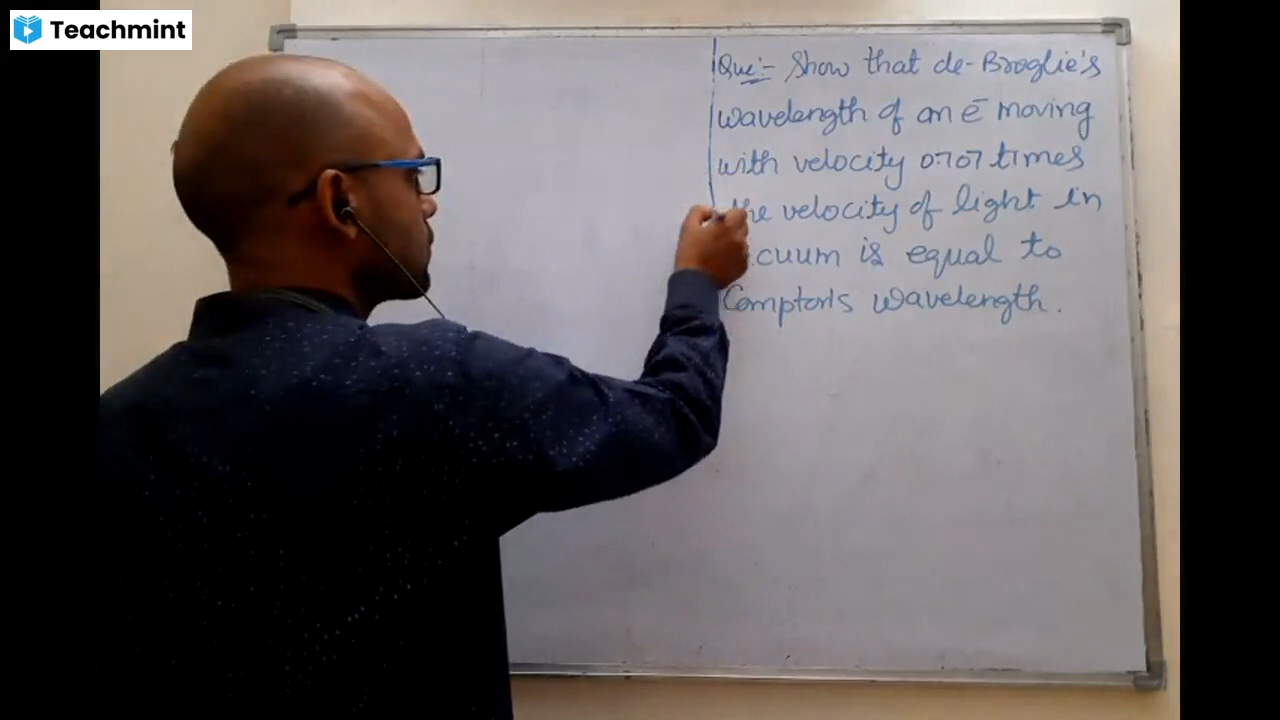 Teachmint
Que:- Show that de-Broglie's
wavelength of an ē moving
with velocity 0.707 times
the velocity of light in
is equal to
Compton's wavelength.